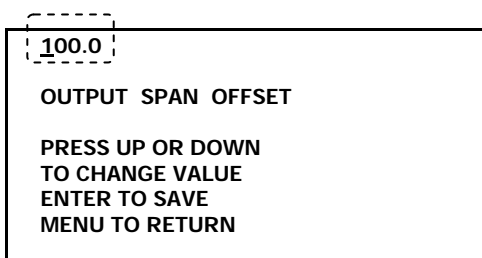 100.0
OUTPUT SPAN OFFSET
PRESS UP OR DOWN
TO CHANGE VALUE
ENTER TO SAVE
MENU TO RETURN